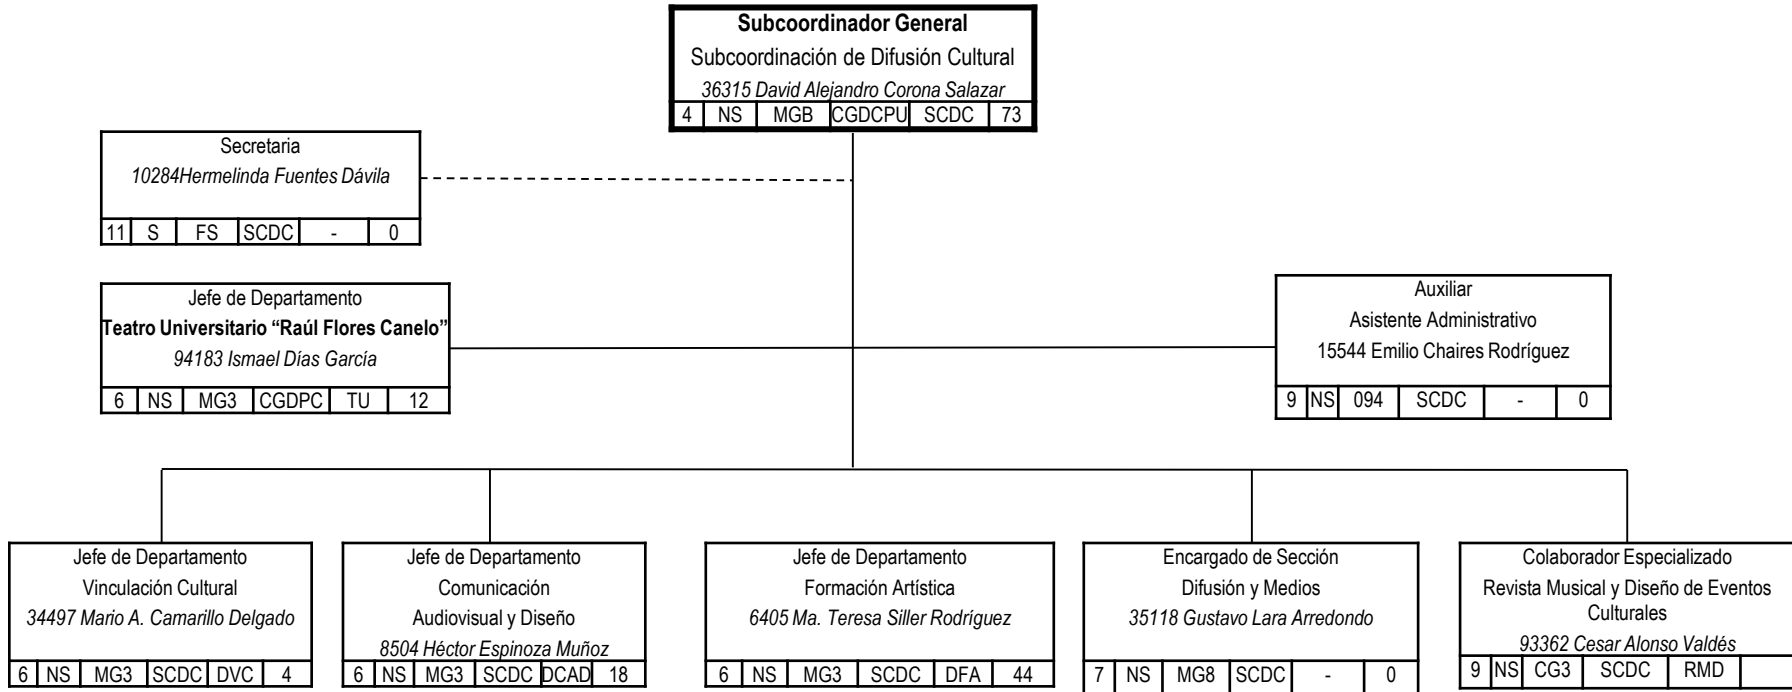 Subcoordinador General
Subcoordinación de Difusión Cultural
36315 David Alejandro Corona Salazar
4 NS MGB CGDCPU SCDC 73
Secretaria
10284Hermelinda Fuentes Dávila
11 S FS SCDC - 0
Jefe de Departamento
Teatro Universitario “Raúl Flores Canelo”
94183 Ismael Días García
6 NS MG3 CGDPC TU 12
Auxiliar
Asistente Administrativo
15544 Emilio Chaires Rodríguez
9 NS 094 SCDC - 0
Jefe de Departamento
Vinculación Cultural
34497 Mario A. Camarillo Delgado
6 NS MG3 SCDC DVC 4
Jefe de Departamento
Comunicación
Audiovisual y Diseño
8504 Héctor Espinoza Muñoz
6 NS MG3 SCDC DCAD 18
Jefe de Departamento
Formación Artística
6405 Ma. Teresa Siller Rodríguez
6 NS MG3 SCDC DFA 44
Encargado de Sección
Difusión y Medios
35118 Gustavo Lara Arredondo
7 NS MG8 SCDC - 0
Colaborador Especializado
Revista Musical y Diseño de Eventos
Culturales
93362 Cesar Alonso Valdés
9 NS CG3 SCDC RMD